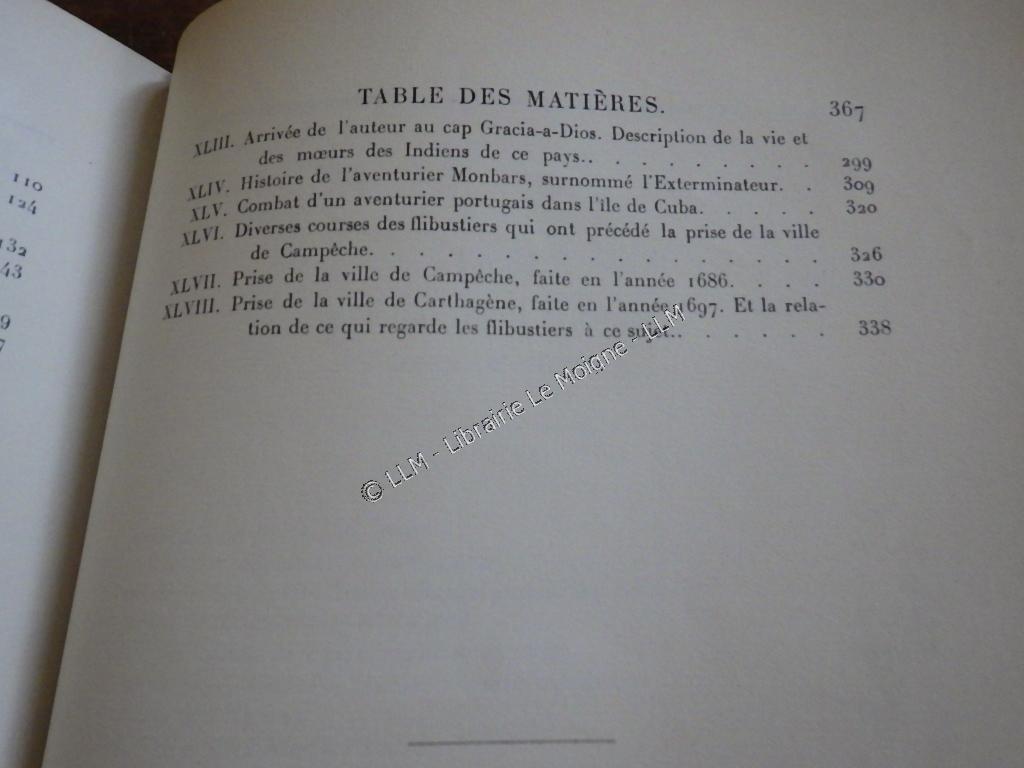 110
124
132
43
9
7
TABLE DES MATIÈRES. 367
XLIII. Arrivée de l'auteur au cap Gracia-a-Dios. Description de la vie et
des mœurs des Indiens de ce pays.. . . . . . . . . 299
XLIV. Histoire de l'aventurier Monbars, surnommé l'Exterminateur. . 309
XLV. Combat d'un aventurier portugais dans l'île de Cuba. . . . . 320
XLVI. Diverses courses des flibustiers qui ont précédé la prise de la ville
de Campêche. . . . . . . . . . . . . . . . . 326
XLVII. Prise de la ville de Campêche, faite en l'année 1686. . . . 330
XLVIII. Prise de la ville de Carthagène, faite en l'année 1697. Et la rela-
tion de ce qui regarde les flibustiers à ce sujet.. . . . . . 338
© LLM - Librairie Le Moigne - LLM